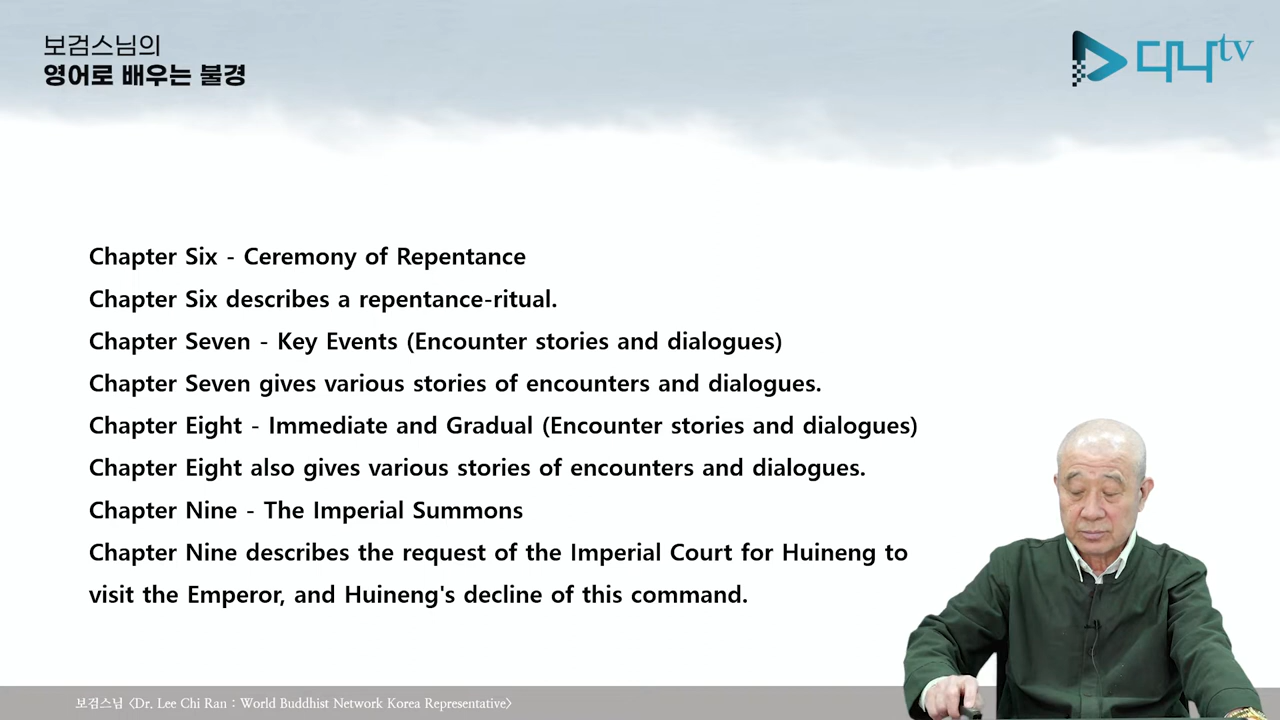 보검스님의
영어로 배우는 불경
디나tv
Chapter Six - Ceremony of Repentance
Chapter Six describes a repentance-ritual.
Chapter Seven - Key Events (Encounter stories and dialogues)
Chapter Seven gives various stories of encounters and dialogues.
Chapter Eight - Immediate and Gradual (Encounter stories and dialogues)
Chapter Eight also gives various stories of encounters and dialogues.
Chapter Nine - The Imperial Summons
Chapter Nine describes the request of the Imperial Court for Huineng to
visit the Emperor, and Huineng's decline of this command.
보검스님 <Dr. Lee Chi Ran : World Buddhist Network Korea Representative>